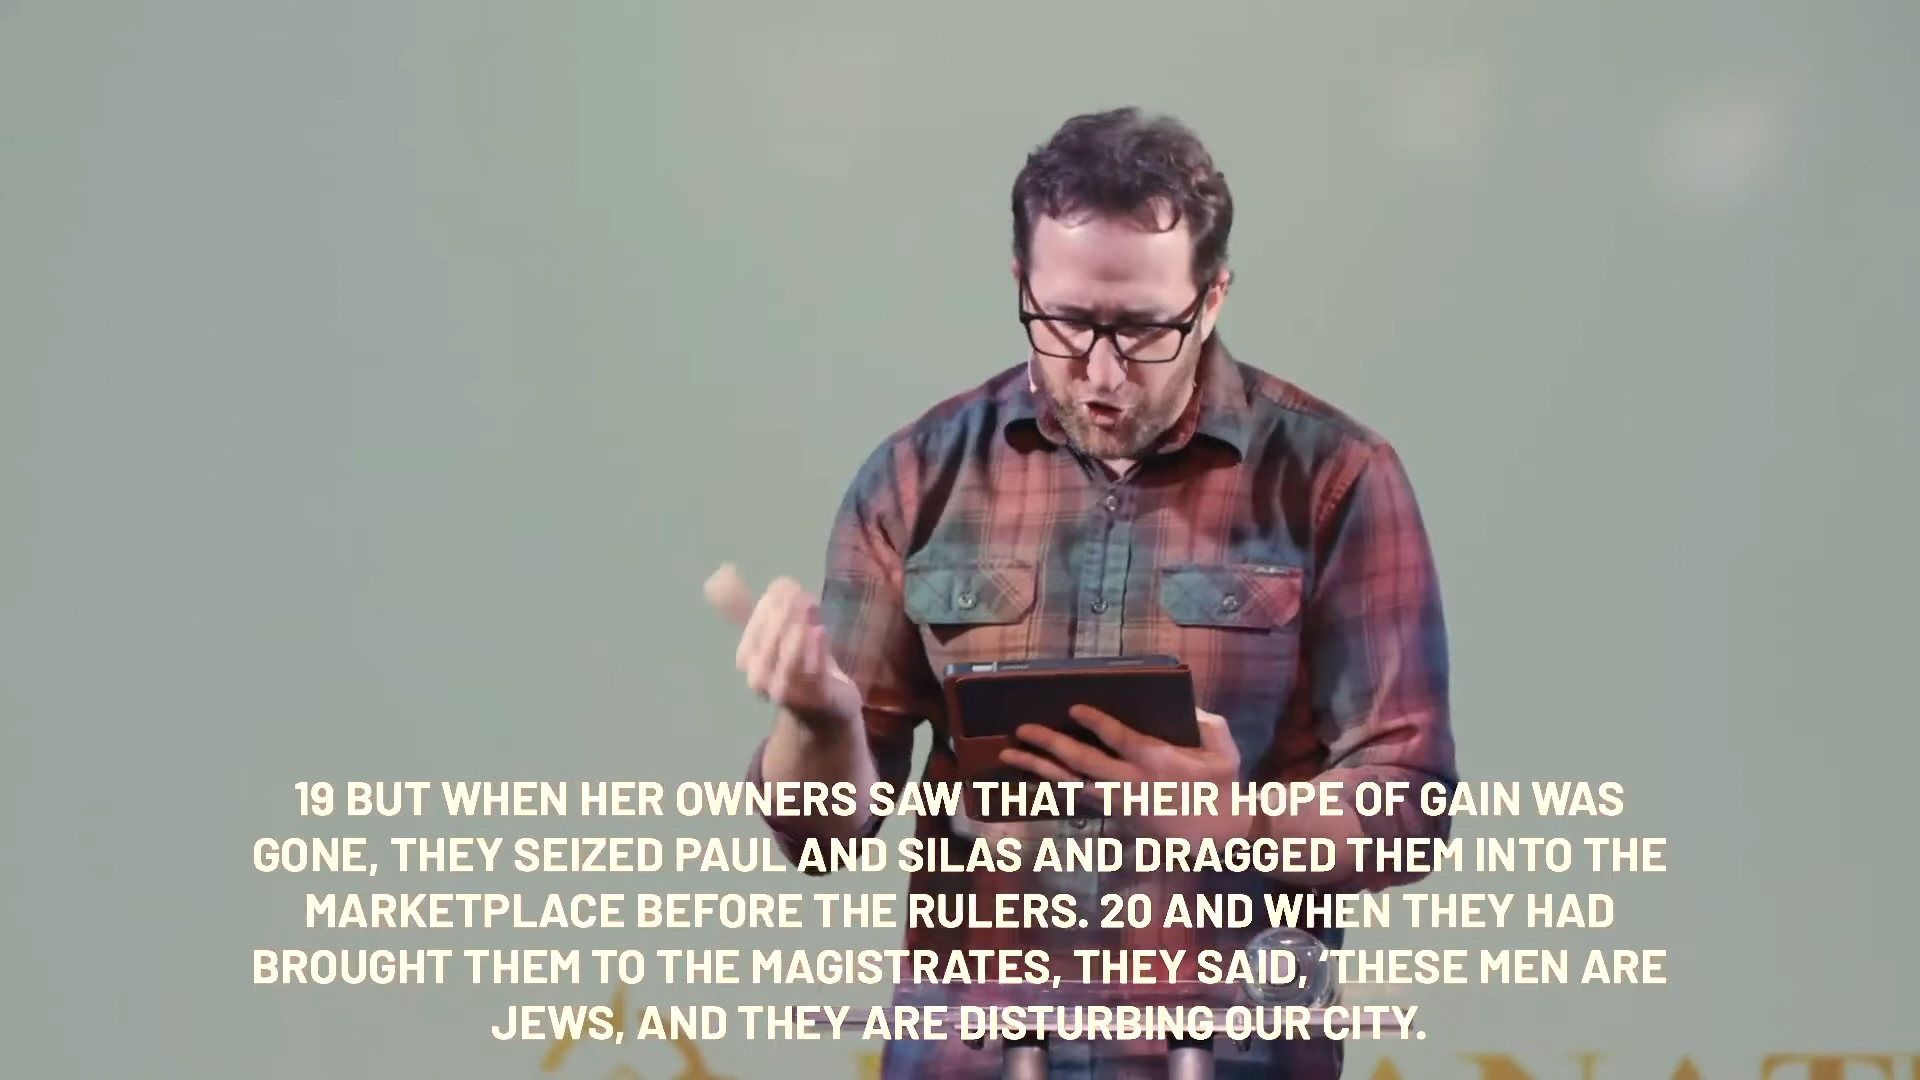 19 BUT WHEN HER OWNERS SAW THAT THEIR HOPE OF GAIN WAS
GONE, THEY SEIZED PAUL AND SILAS AND DRAGGED THEM INTO THE
MARKETPLACE BEFORE THE RULERS. 20 AND WHEN THEY HAD
BROUGHT THEM TO THE MAGISTRATES, THEY SAID, ‘THESE MEN ARE
JEWS, AND THEY ARE DISTURBING OUR CITY.